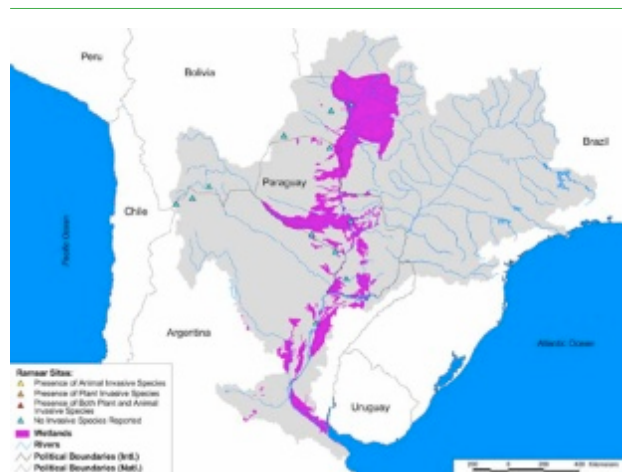 Peru
Bolivia
Brazil
Paraguay
Chile
Pacific Ocean
Argentina
Atlantic Ocean
Uruguay
Ramsar Sites:
Presence of Animal Invasive Species
Presence of Plant Invasive Species
Presence of Both Plant and Animal
Invasive Species
No Invasive Species Reported
Wetlands
Rivers
Political Boundaries (Intl.)
Political Boundaries (Natl.)